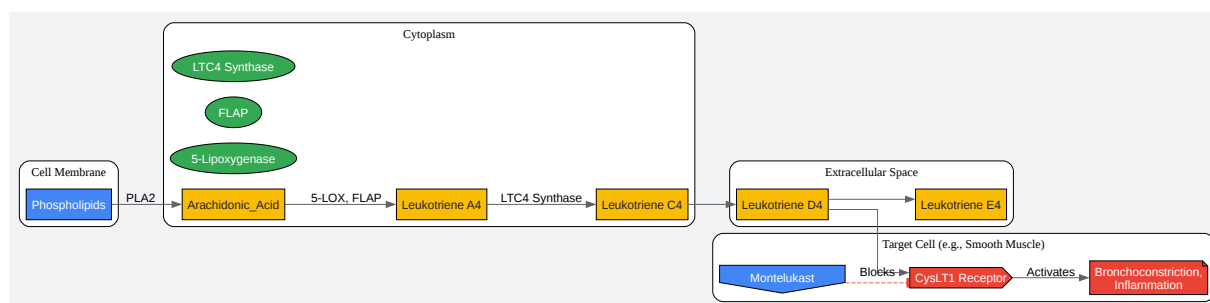 Cytoplasm
LTC4 Synthase
FLAP
5-Lipoxygenase
Cell Membrane
Phospholipids
PLA2
Arachidonic_Acid
5-LOX, FLAP
Leukotriene A4
LTC4 Synthase
Leukotriene C4
Extracellular Space
Leukotriene D4
Leukotriene E4
Target Cell (e.g., Smooth Muscle)
Montelukast
Blocks
CysLT1 Receptor
Activates
Bronchoconstriction,
Inflammation